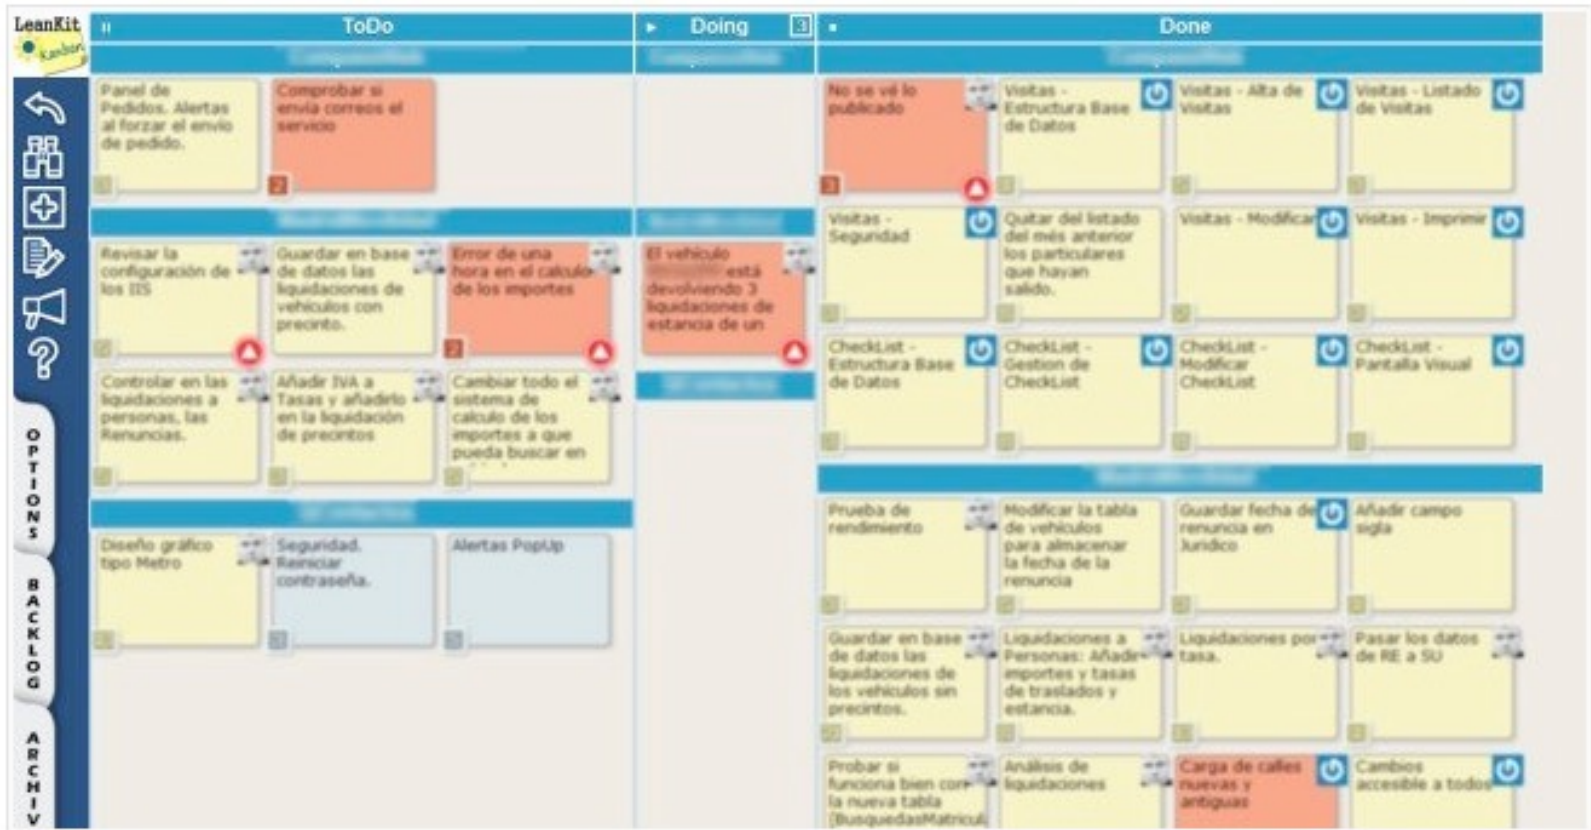 LeanKit
Kanban
ToDo
Doing
3
Done
Panel de
Pedidos. Alertas
al forzar el envio
de pedido.
Comprobar si
envia correos el
servicio
2
No se vé lo
publicado
3
Visitas -
Estructura Base
de Datos
Visitas - Alta de
Visitas
Visitas - Listado
de Visitas
Visitas -
Seguridad
Quitar del listado
del més anterior
los particulares
que hayan
salido.
Visitas - Modificar
Visitas - Imprimir
Revisar la
configuración de
los IIS
Guardar en base
de datos las
liquidaciones de
vehículos con
precinto.
Error de una
hora en el calculo
de los importes
2
El vehículo
está
devolviendo 3
liquidaciones de
estancia de un
CheckList -
Estructura Base
de Datos
CheckList -
Gestion de
CheckList
CheckList -
Modificar
CheckList
CheckList -
Pantalla Visual
Controlar en las
liquidaciones a
personas, las
Renuncias.
Añadir IVA a
Tasas y añadirlo
en la liquidación
de precintos
Cambiar todo el
sistema de
calculo de los
importes a que
pueda buscar en
Diseño gráfico
tipo Metro
Seguridad.
Reiniciar
contraseña.
Alertas PopUp
Prueba de
rendimiento
Modificar la tabla
de vehículos
para almacenar
la fecha de la
renuncia
Guardar fecha de
renuncia en
Juridico
Añadir campo
sigla
Guardar en base
de datos las
liquidaciones de
los vehículos sin
precintos.
Liquidaciones a
Personas: Añadir
importes y tasas
de traslados y
estancia.
Liquidaciones por
tasa.
Pasar los datos
de RE a SU
Probar si
funciona bien con
la nueva tabla
(BusquedasMatricul
Análisis de
liquidaciones
Carga de calles
nuevas y
antiguas
Cambios
accesible a todos
OPTIONS
BACKLOG
ARCHIV